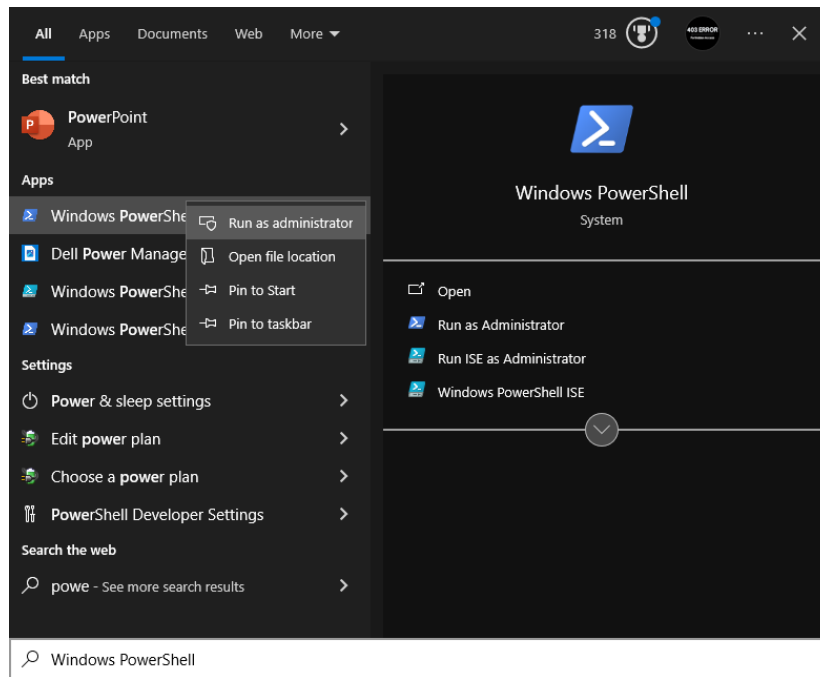 All Apps Documents Web More 318 ...
Best match
PowerPoint
App
Apps
Windows PowerShe
Dell Power Manage
Windows PowerShe
Windows PowerShe
Run as administrator
Open file location
Pin to Start
Pin to taskbar
Settings
Power & sleep settings
Edit power plan
Choose a power plan
PowerShell Developer Settings
Search the web
powe - See more search results
Windows PowerShell
System
Open
Run as Administrator
Run ISE as Administrator
Windows PowerShell ISE
Windows PowerShell